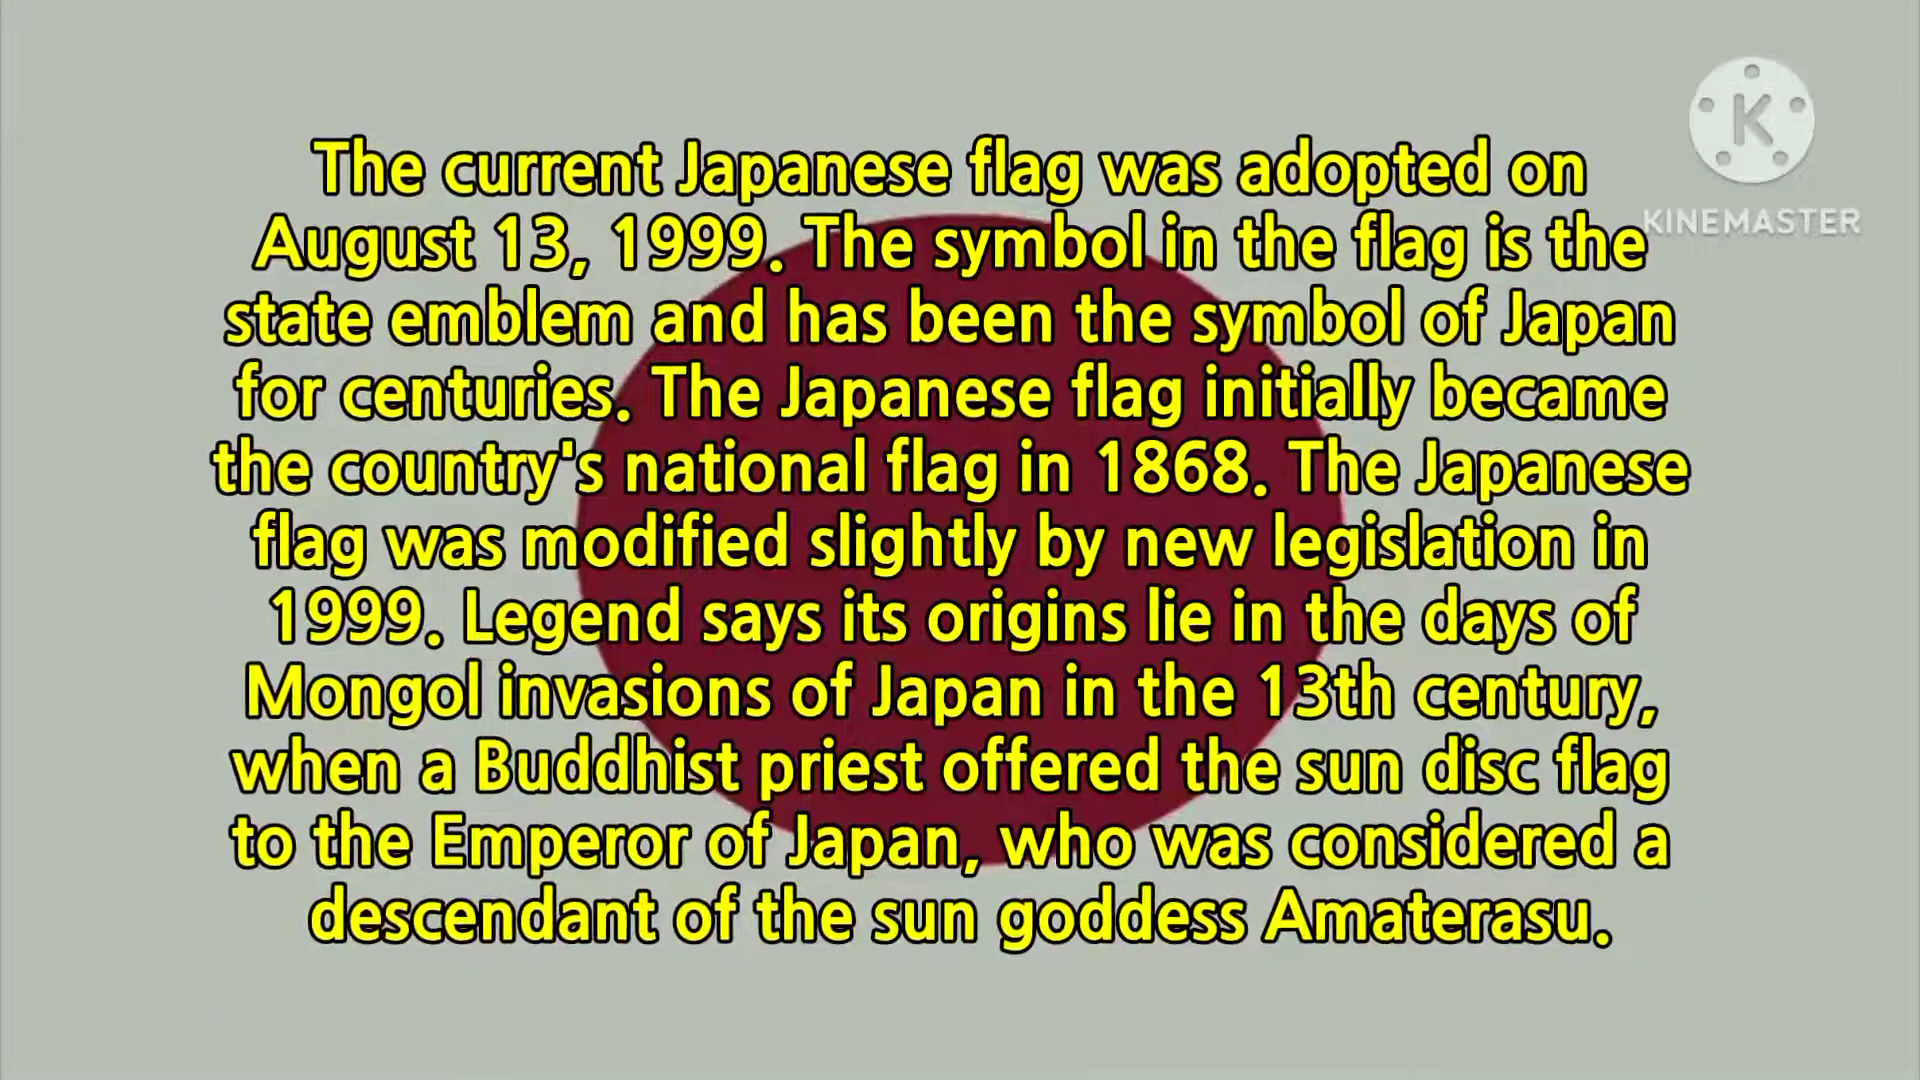 The current Japanese flag was adopted on
August 13, 1999. The symbol in the flag is the
state emblem and has been the symbol of Japan
for centuries. The Japanese flag initially became
the country's national flag in 1868. The Japanese
flag was modified slightly by new legislation in
1999. Legend says its origins lie in the days of
Mongol invasions of Japan in the 13th century,
when a Buddhist priest offered the sun disc flag
to the Emperor of Japan, who was considered a
descendant of the sun goddess Amaterasu.
K
KINEMASTER